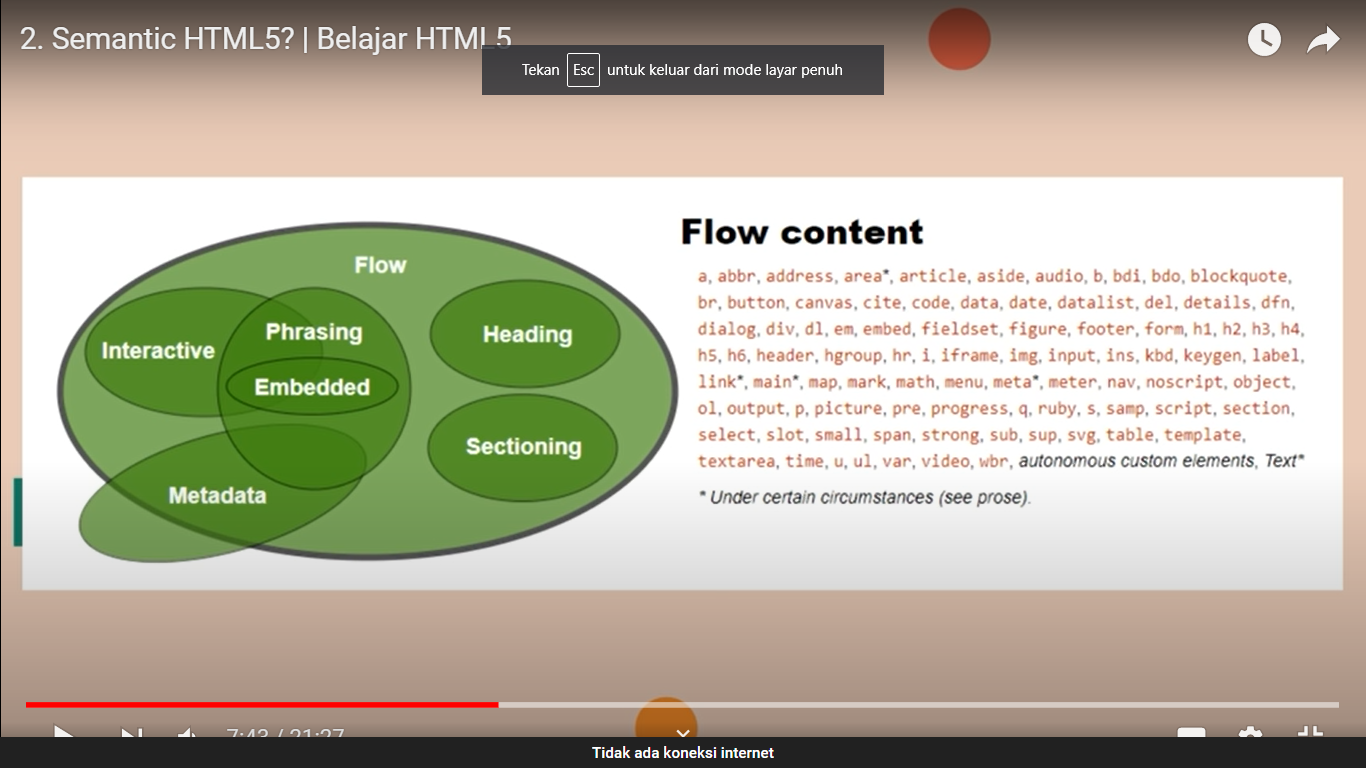 2. Semantic HTML5? | Belajar HTML5
Tekan Esc untuk keluar dari mode layar penuh
Flow
Interactive
Phrasing
Embedded
Heading
Sectioning
Metadata
Flow content
a, abbr, address, area*, article, aside, audio, b, bdi, bdo, blockquote,
br, button, canvas, cite, code, data, date, datalist, del, details, dfn,
dialog, div, dl, em, embed, fieldset, figure, footer, form, h1, h2, h3, h4,
h5, h6, header, hgroup, hr, i, iframe, img, input, ins, kbd, keygen, label,
link*, main*, map, mark, math, menu, meta*, meter, nav, noscript, object,
ol, output, p, picture, pre, progress, q, ruby, s, samp, script, section,
select, slot, small, span, strong, sub, sup, svg, table, template,
textarea, time, u, ul, var, video, wbr, autonomous custom elements, Text*
* Under certain circumstances (see prose).
7:43 / 21:27
Tidak ada koneksi internet